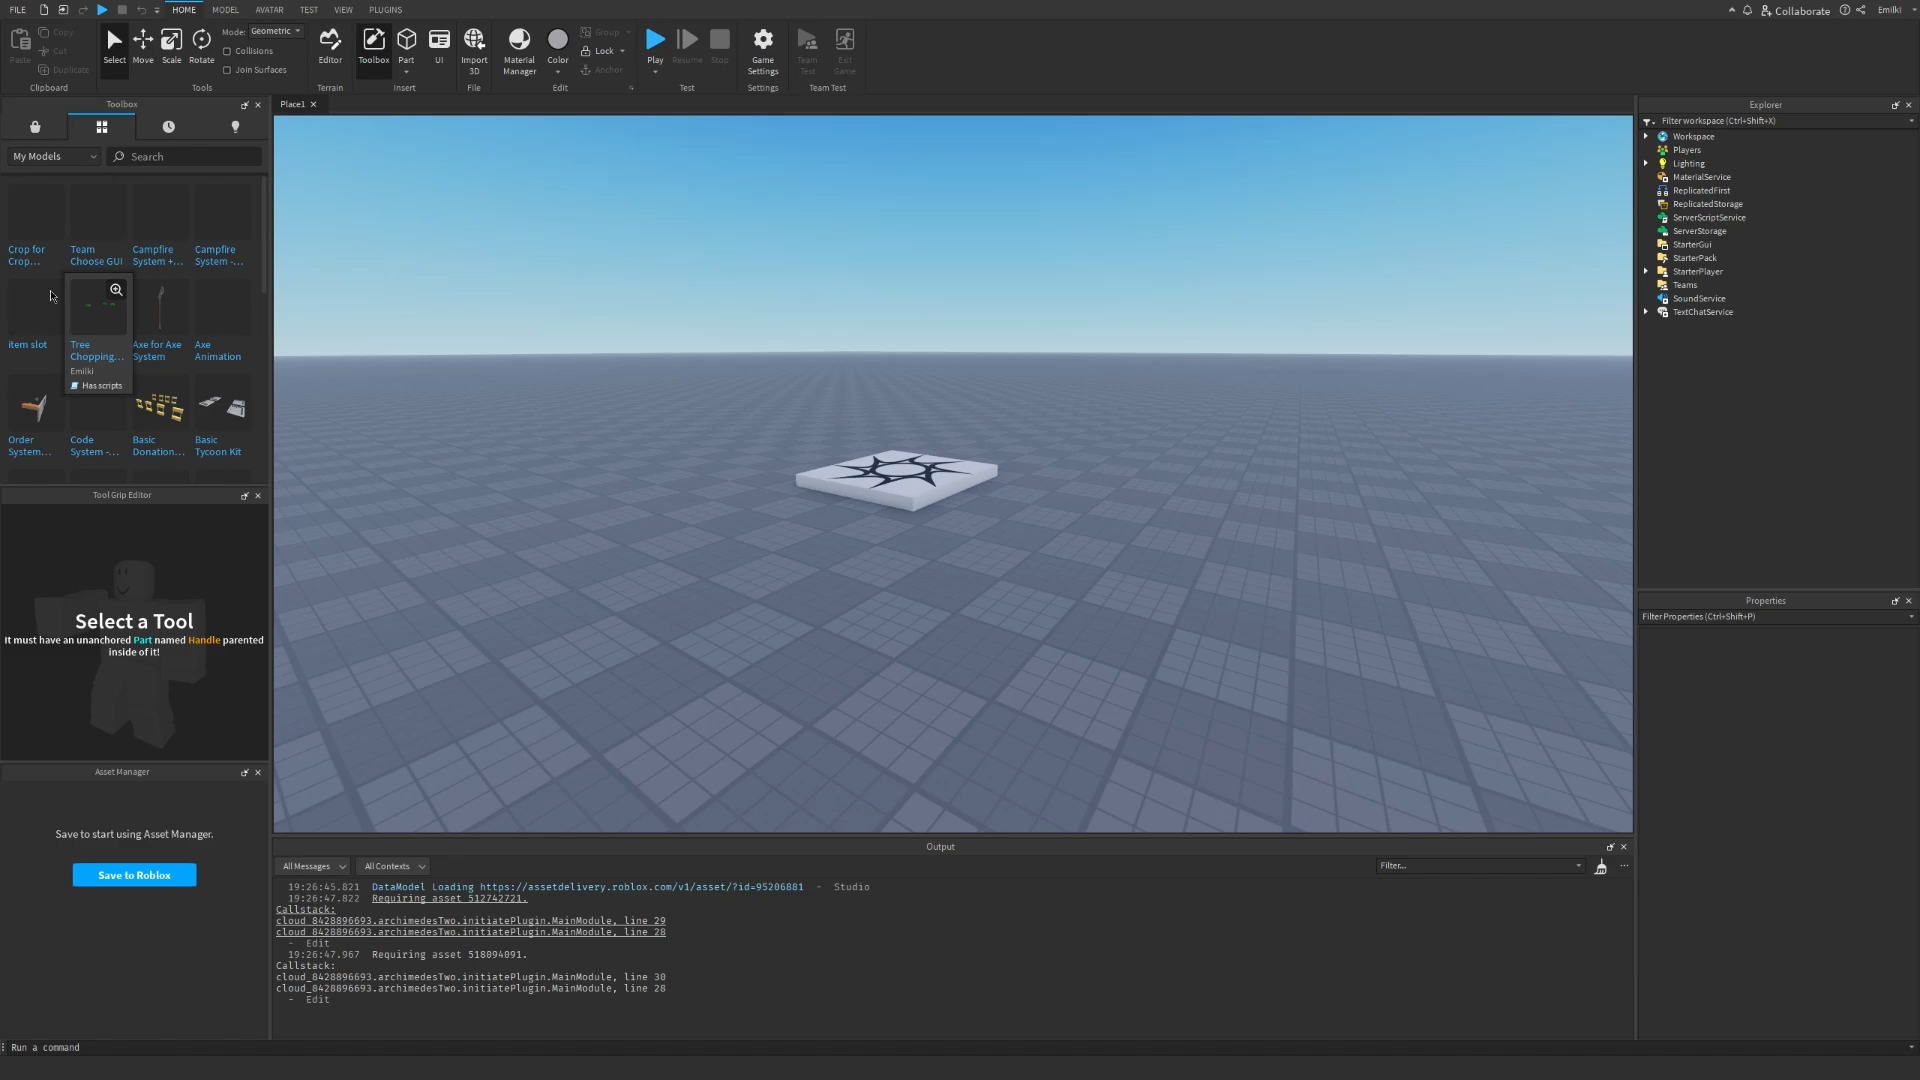 FILE HOME MODEL AVATAR TEST VIEW PLUGINS Collaborate Emilki
Paste Copy Cut Duplicate Clipboard
Select Move Scale Rotate Mode: Geometric Collisions Join Surfaces Tools
Editor Terrain
Toolbox Part UI Insert
Import 3D File
Material Manager Color Group Lock Anchor Edit
Play Resume Stop Test
Game Settings Settings
Team Test Exit Game Team Test
Toolbox
My Models Search
Crop for Crop...
Team Choose GUI
Campfire System +...
Campfire System -...
item slot
Tree Chopping...
Emilki
Has scripts
Axe for Axe System
Axe Animation
Order System...
Code System -...
Basic Donation...
Basic Tycoon Kit
Tool Grip Editor
Select a Tool
It must have an unanchored Part named Handle parented
inside of it!
Asset Manager
Save to start using Asset Manager.
Save to Roblox
Place1
Output
All Messages All Contexts Filter...
19:26:45.821 DataModel Loading https://assetdelivery.roblox.com/v1/asset/?id=95206881 - Studio
19:26:47.822 Requiring asset 512742721.
Callstack:
cloud_8428896693.archimedesTwo.initiatePlugin.MainModule, line 29
cloud_8428896693.archimedesTwo.initiatePlugin.MainModule, line 28
- Edit
19:26:47.967 Requiring asset 518094091.
Callstack:
cloud_8428896693.archimedesTwo.initiatePlugin.MainModule, line 30
cloud_8428896693.archimedesTwo.initiatePlugin.MainModule, line 28
- Edit
Explorer
Filter workspace (Ctrl+Shift+X)
Workspace
Players
Lighting
MaterialService
ReplicatedFirst
ReplicatedStorage
ServerScriptService
ServerStorage
StarterGui
StarterPack
StarterPlayer
Teams
SoundService
TextChatService
Properties
Filter Properties (Ctrl+Shift+P)
Run a command